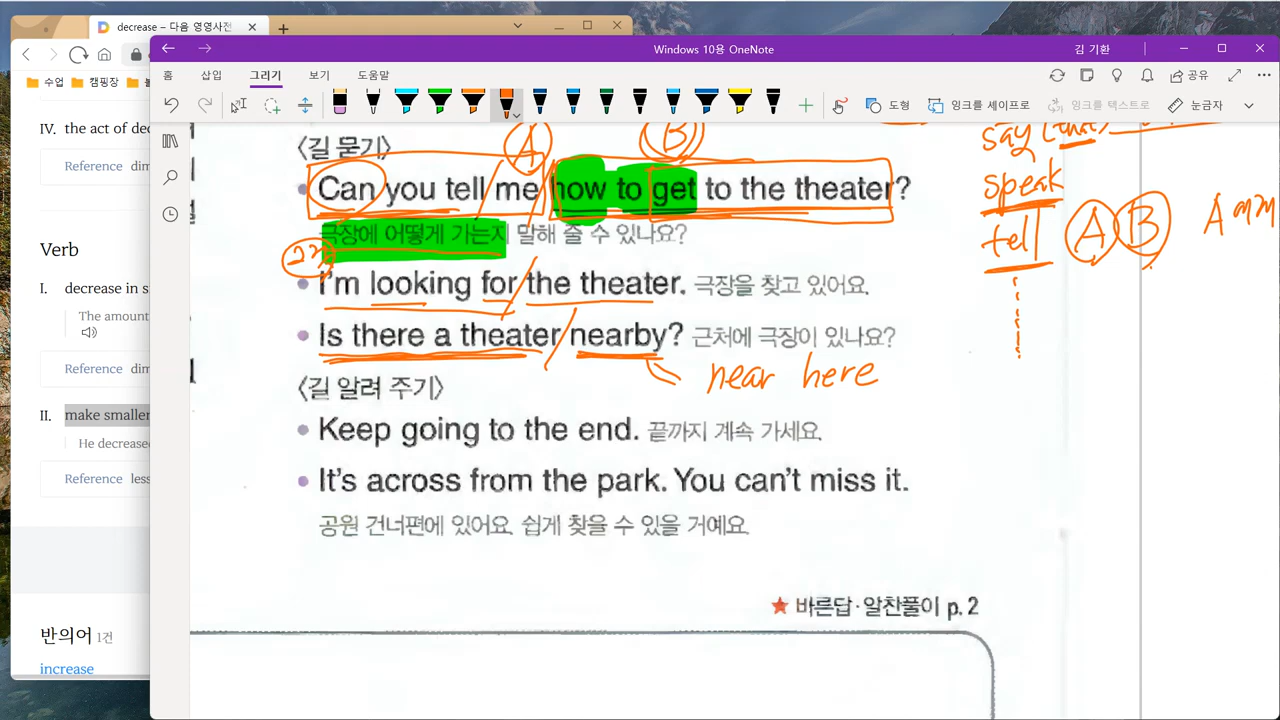 decrease – 다음 영영사전
수업 캠핑장
Windows 10용 OneNote
김 기환
홈 삽입 그리기 보기 도움말
공유
도형 잉크를 셰이프로 잉크를 텍스트로 눈금자
IV. the act of dec
Reference dim
Verb
I. decrease in s
The amount
Reference dim
II. make smaller
He decreased
Reference less
반의어 1건
increase
〈길 묻기〉
A B
Can you tell me how to get to the theater?
극장에 어떻게 가는지 말해 줄 수 있나요?
I'm looking for the theater. 극장을 찾고 있어요.
Is there a theater nearby? 근처에 극장이 있나요?
near here
〈길 알려 주기〉
Keep going to the end. 끝까지 계속 가세요.
It's across from the park. You can't miss it.
공원 건너편에 있어요. 쉽게 찾을 수 있을 거예요.
★ 바른답·알찬풀이 p. 2
say (that)
speak
tell A B